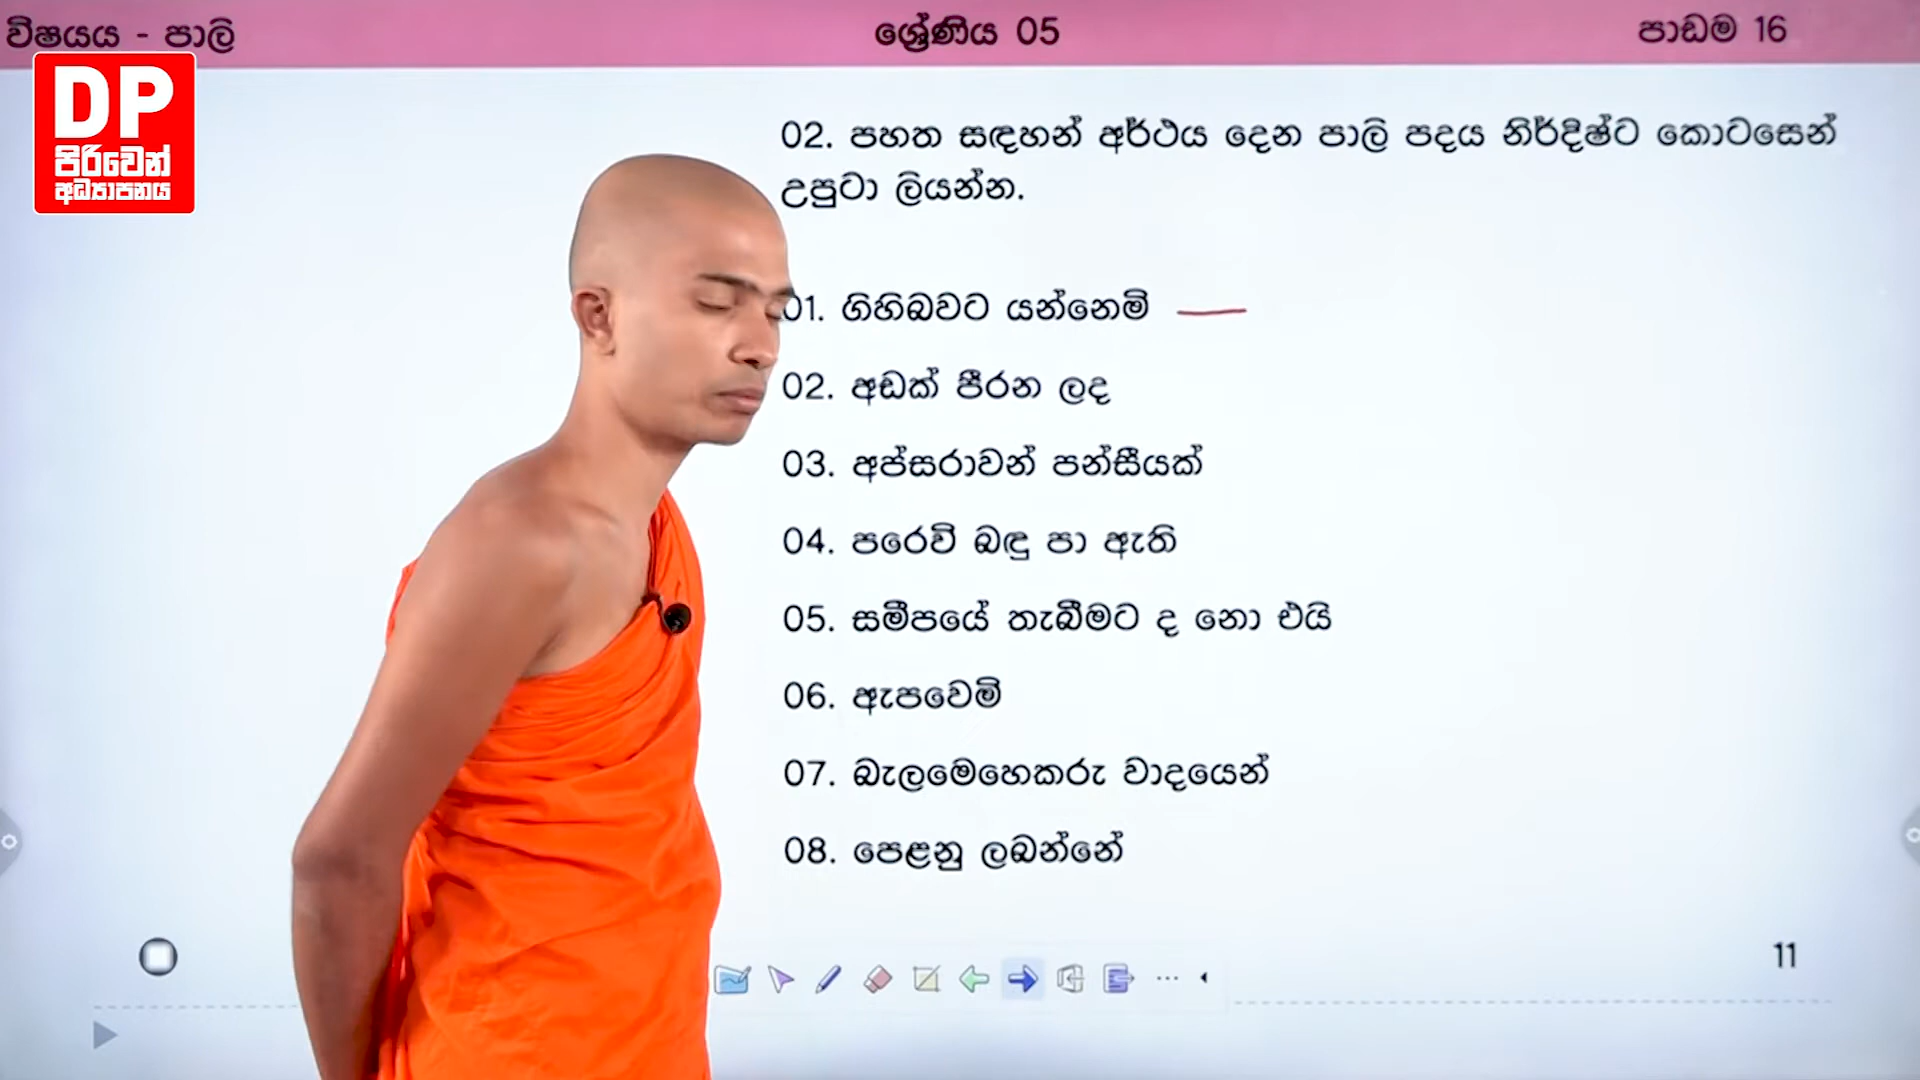 විෂයය - පාලි
ශ්‍රේණිය 05
පාඩම 16
DP
පිරිවෙන්
අධ්‍යාපනය
02. පහත සඳහන් අර්ථය දෙන පාලි පදය නිර්දිෂ්ට කොටසෙන්
උපුටා ලියන්න.
01. ගිහිබවට යන්නෙමි
02. අඩක් පීරන ලද
03. අප්සරාවන් පන්සීයක්
04. පරෙවි බඳු පා ඇති
05. සමීපයේ තැබීමට ද නො එයි
06. ඇපවෙමි
07. බැලමෙහෙකරු වාදයෙන්
08. පෙළනු ලබන්නේ
11